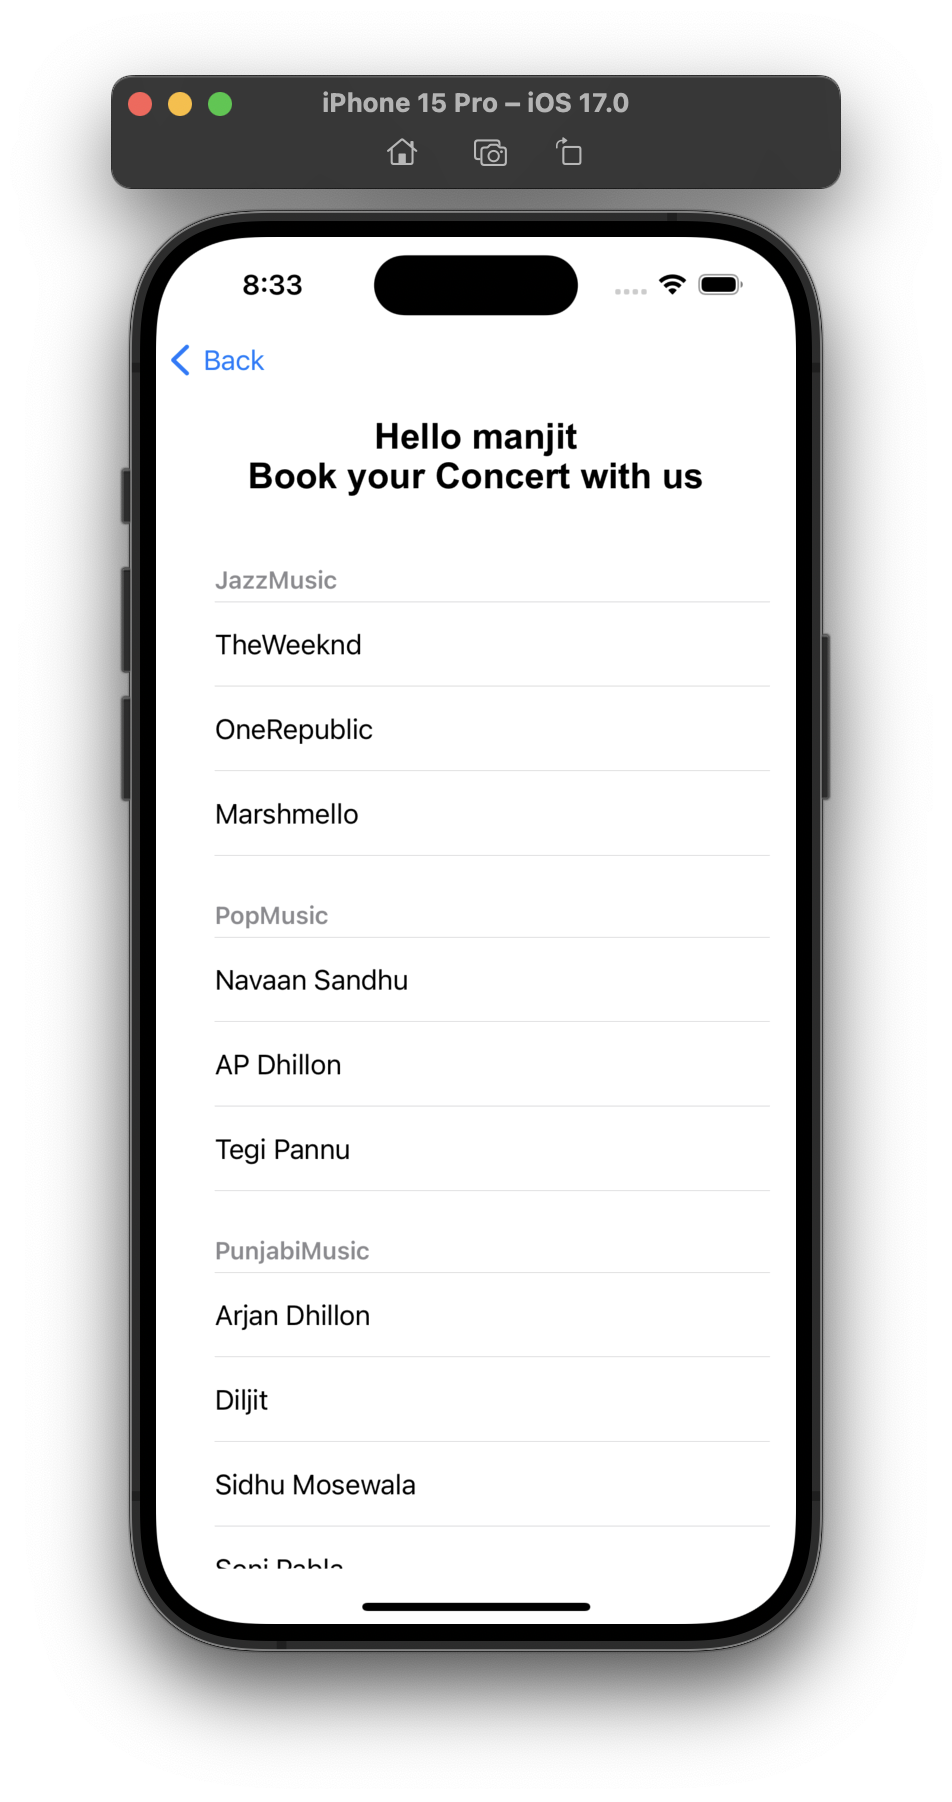 iPhone 15 Pro – iOS 17.0
8:33
Back
Hello manjit
Book your Concert with us
JazzMusic
TheWeeknd
OneRepublic
Marshmello
PopMusic
Navaan Sandhu
AP Dhillon
Tegi Pannu
PunjabiMusic
Arjan Dhillon
Diljit
Sidhu Mosewala